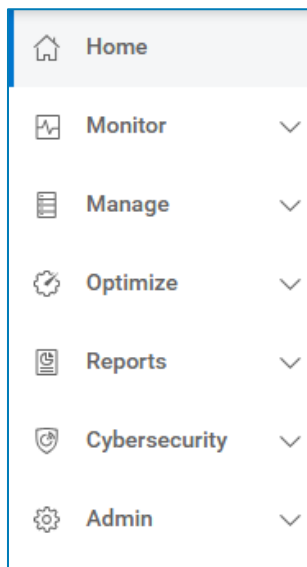 Home
Monitor
Manage
Optimize
Reports
Cybersecurity
Admin